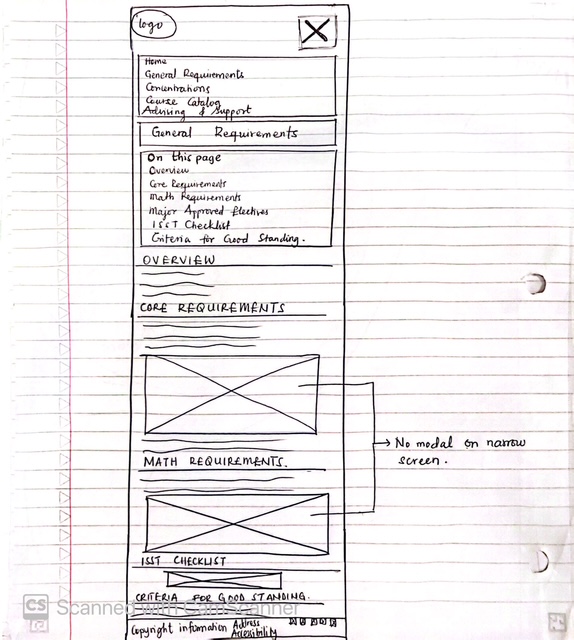 logo
Home
General Requirements
Concentrations
Course Catalog
Advising & Support
General Requirements
On this page
Overview
Core Requirements
Math Requirements
Major Approved Electives
ISST Checklist
Criteria for Good Standing.
OVERVIEW
CORE REQUIREMENTS
No modal on narrow
screen.
MATH REQUIREMENTS.
ISST CHECKLIST
CRITERIA FOR GOOD STANDING.
CS Scanned with CamScanner
Copyright information Address
Accessibility